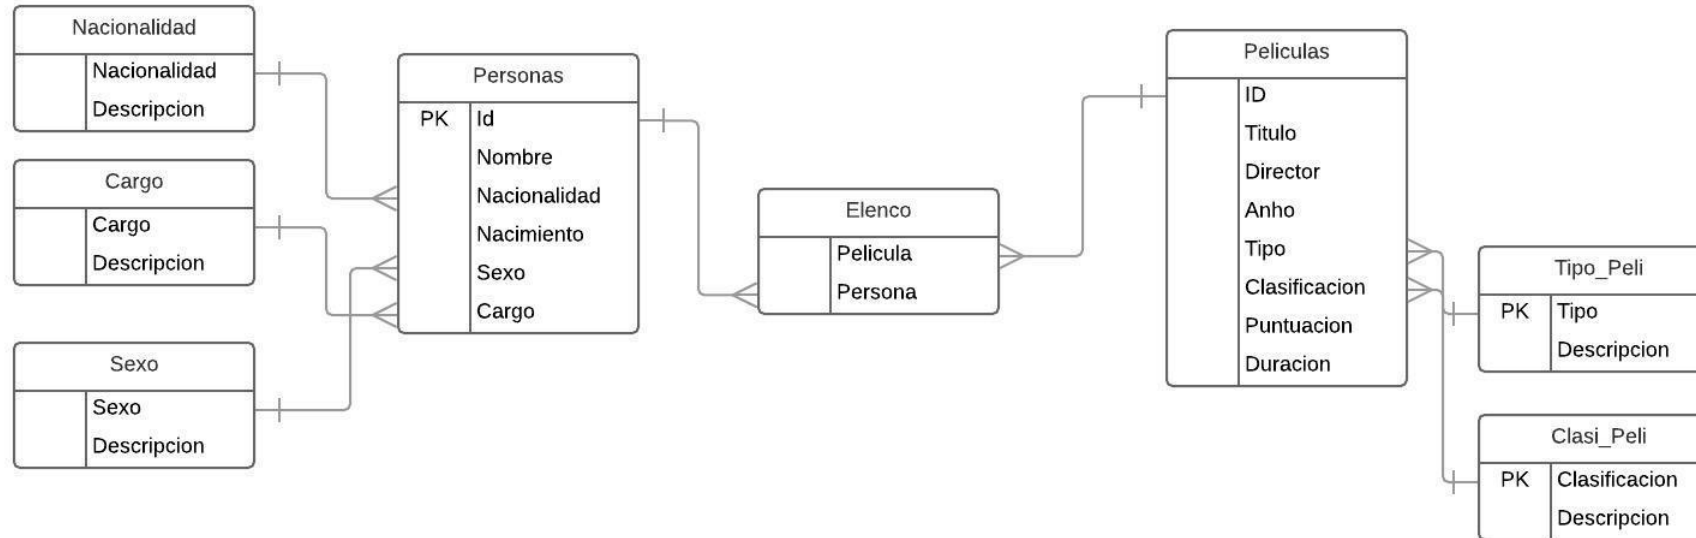 Nacionalidad
Nacionalidad
Descripcion
Cargo
Cargo
Descripcion
Sexo
Sexo
Descripcion
Personas
PK Id
Nombre
Nacionalidad
Nacimiento
Sexo
Cargo
Elenco
Pelicula
Persona
Peliculas
ID
Titulo
Director
Anho
Tipo
Clasificacion
Puntuacion
Duracion
Tipo_Peli
PK Tipo
Descripcion
Clasi_Peli
PK Clasificacion
Descripcion